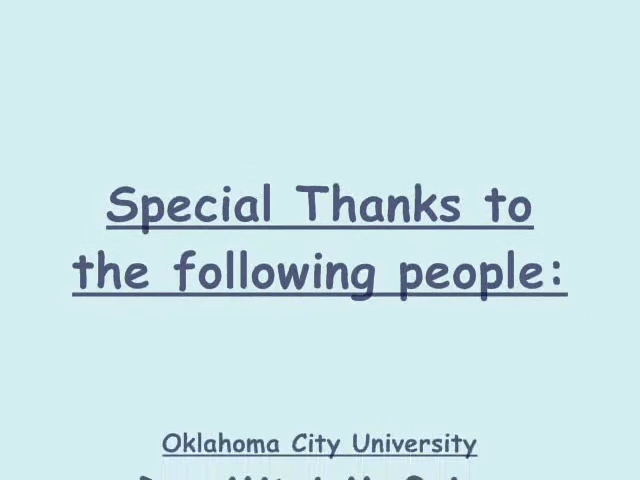 Special Thanks to
the following people:
Oklahoma City University